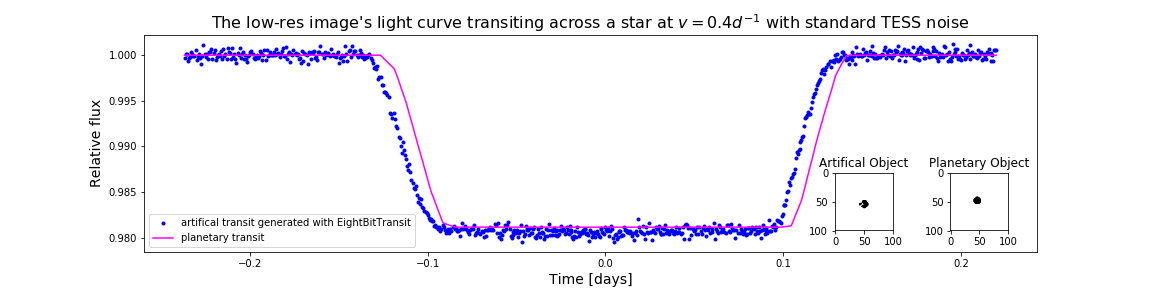 The low-res image's light curve transiting across a star at v = 0.4d⁻¹ with standard TESS noise
Relative flux
1.000
0.995
0.990
0.985
0.980
artifical transit generated with EightBitTransit
planetary transit
Artifical Object
0
50
100
0 50 100
Planetary Object
0
50
100
0 50 100
−0.2 −0.1 0.0 0.1 0.2
Time [days]